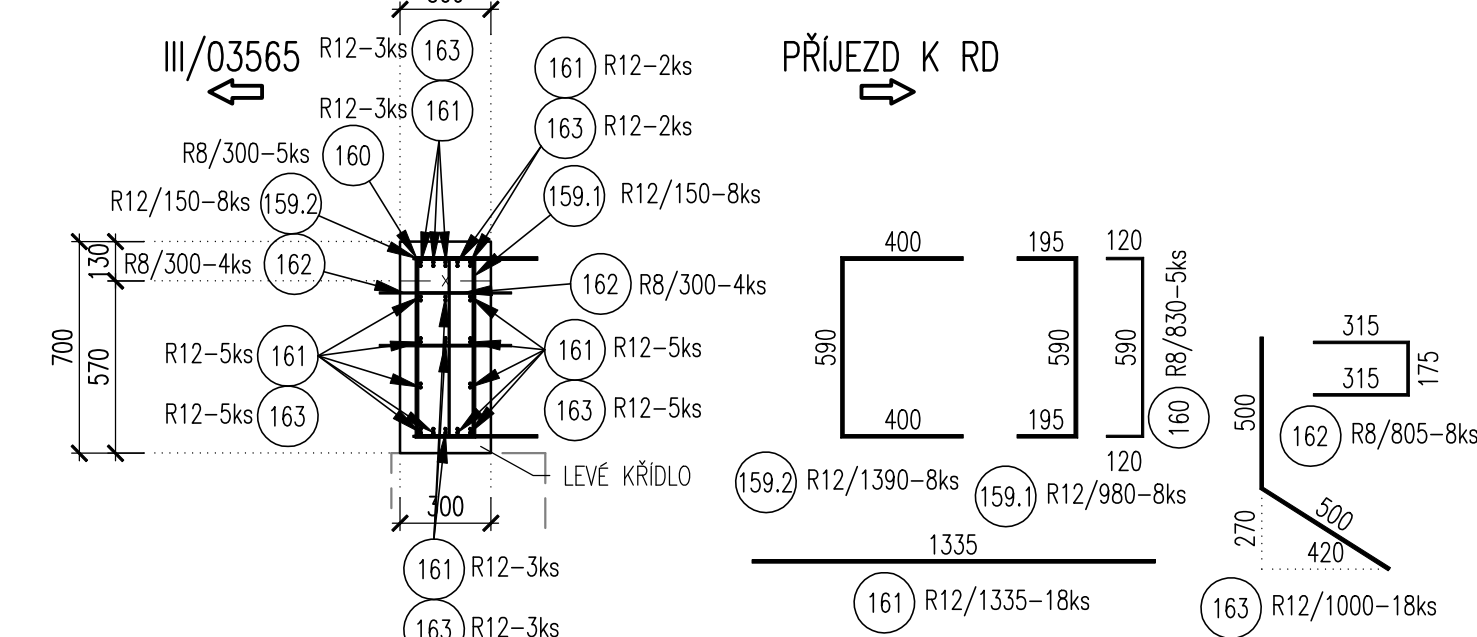 III/03565
R12-3ks 163
R12-3ks 161
161 R12-2ks
163 R12-2ks
PŘÍJEZD K RD
R8/300-5ks 160
R12/150-8ks 159.2
159.1 R12/150-8ks
R8/300-4ks 162
162 R8/300-4ks
130
700
570
R12-5ks 161
R12-5ks 163
161 R12-5ks
163 R12-5ks
LEVÉ KŘÍDLO
300
161 R12-3ks
163 R12-3ks
400
590
400
159.2 R12/1390-8ks
195
590
195
159.1 R12/980-8ks
120
590
120
160 R8/830-5ks
1335
161 R12/1335-18ks
315
175
315
162 R8/805-8ks
500
500
270
420
163 R12/1000-18ks